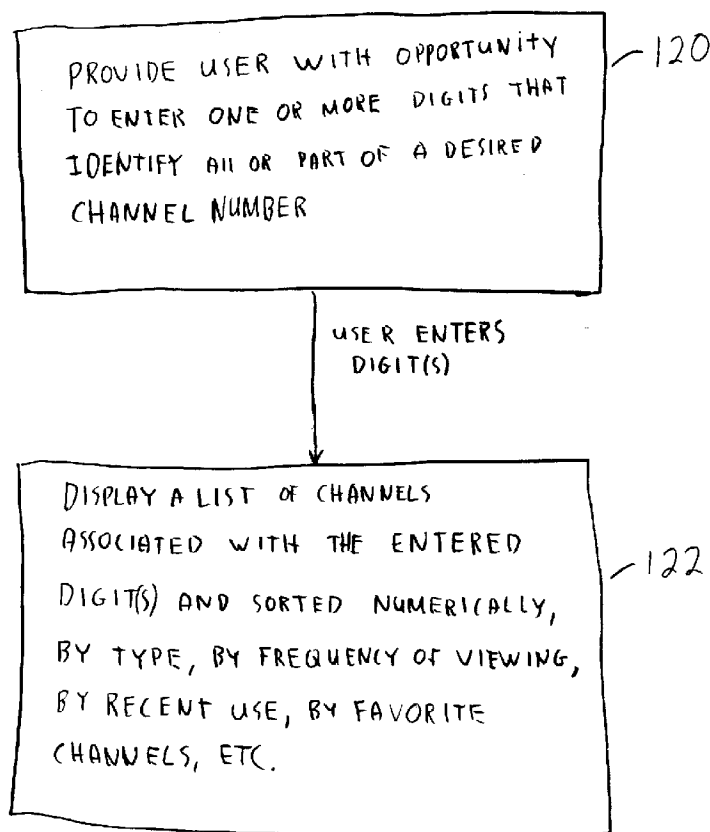 PROVIDE USER WITH OPPORTUNITY
TO ENTER ONE OR MORE DIGITS THAT
IDENTIFY All OR PART OF A DESIRED
CHANNEL NUMBER
120
USER ENTERS
DIGIT(S)
DISPLAY A LIST OF CHANNELS
ASSOCIATED WITH THE ENTERED
DIGIT(S) AND SORTED NUMERICALLY,
BY TYPE, BY FREQUENCY OF VIEWING,
BY RECENT USE, BY FAVORITE
CHANNELS, ETC.
122